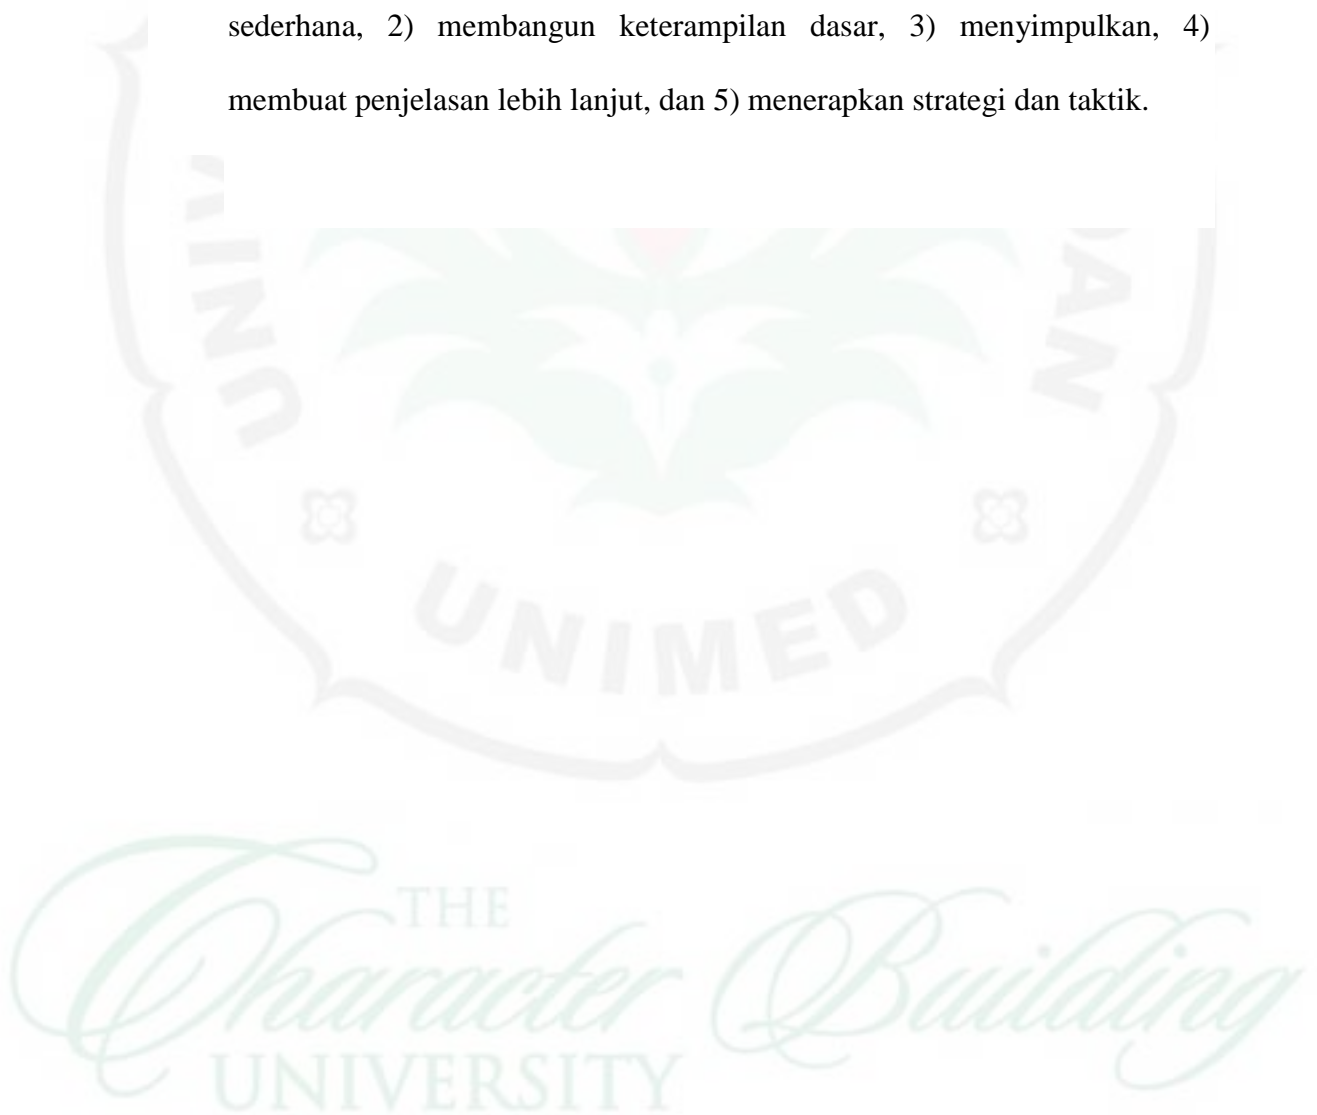 sederhana, 2) membangun keterampilan dasar, 3) menyimpulkan, 4)
membuat penjelasan lebih lanjut, dan 5) menerapkan strategi dan taktik.
UNIMED
THE
Character Building
UNIVERSITY